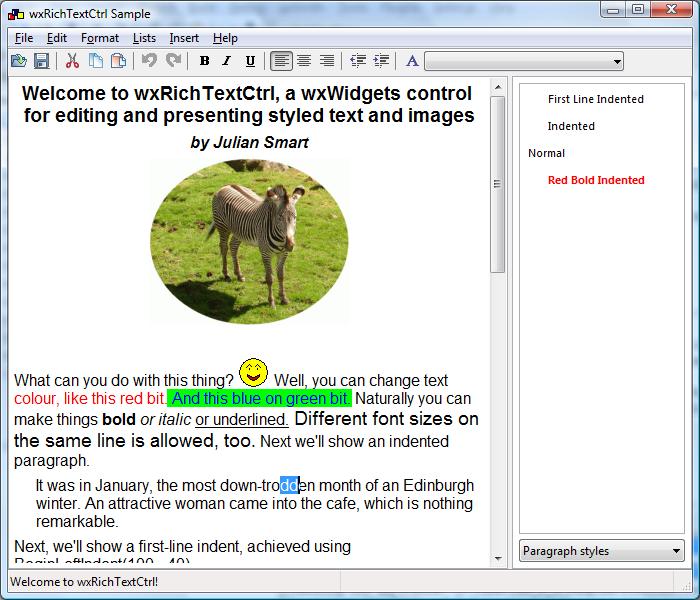 wxRichTextCtrl Sample
File Edit Format Lists Insert Help
B I U A
Welcome to wxRichTextCtrl, a wxWidgets control
for editing and presenting styled text and images
by Julian Smart
What can you do with this thing? Well, you can change text
colour, like this red bit. And this blue on green bit. Naturally you can
make things bold or italic or underlined. Different font sizes on
the same line is allowed, too. Next we'll show an indented
paragraph.
It was in January, the most down-trodden month of an Edinburgh
winter. An attractive woman came into the cafe, which is nothing
remarkable.
Next, we'll show a first-line indent, achieved using
BeginLeftIndent(100, -40).
First Line Indented
Indented
Normal
Red Bold Indented
Paragraph styles
Welcome to wxRichTextCtrl!